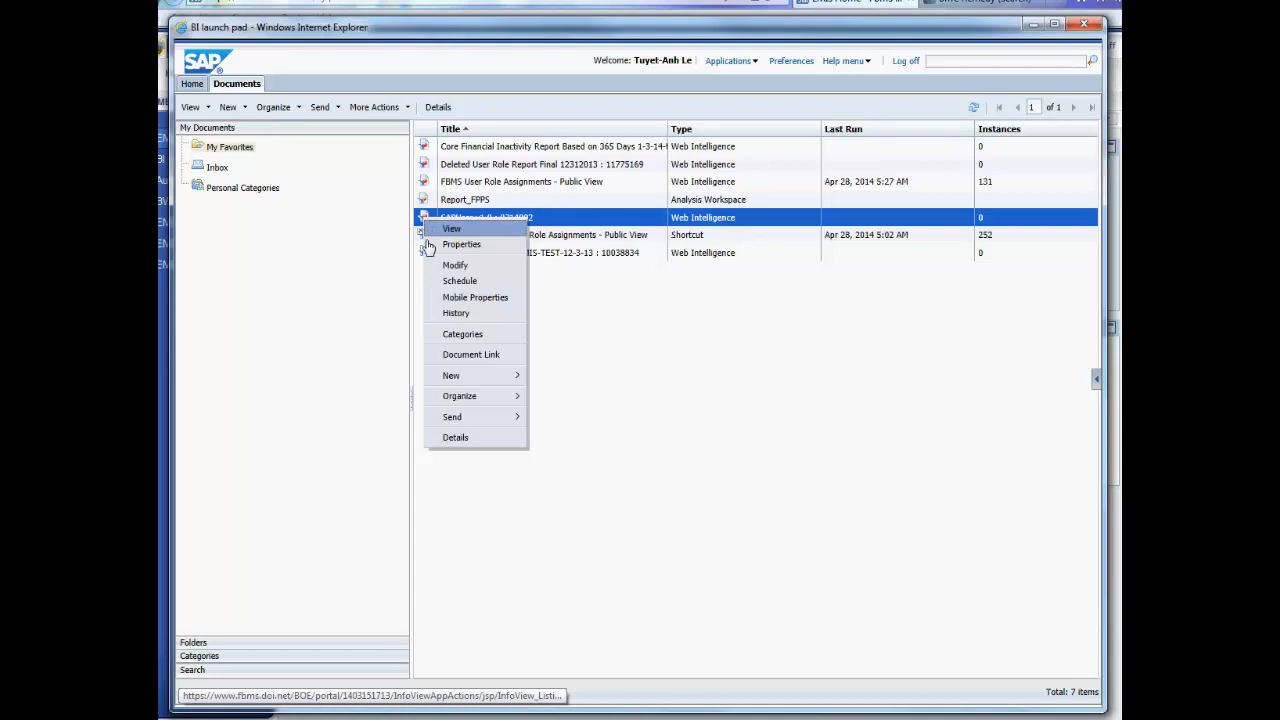 BI launch pad - Windows Internet Explorer
SAP
Welcome: Tuyet-Anh Le
Applications
Preferences
Help menu
Log off
Home
Documents
View
New
Organize
Send
More Actions
Details
1
of 1
My Documents
My Favorites
Inbox
Personal Categories
Title
Type
Last Run
Instances
Core Financial Inactivity Report Based on 365 Days 1-3-14-
Web Intelligence
0
Deleted User Role Report Final 12312013 : 11775169
Web Intelligence
0
FBMS User Role Assignments - Public View
Web Intelligence
Apr 28, 2014 5:27 AM
131
Report_FPPS
Analysis Workspace
Web Intelligence
0
Role Assignments - Public View
Shortcut
Apr 28, 2014 5:02 AM
252
IIS-TEST-12-3-13 : 10038834
Web Intelligence
0
View
Properties
Modify
Schedule
Mobile Properties
History
Categories
Document Link
New
Organize
Send
Details
Folders
Categories
Search
https://www.fbms.doi.net/BOE/portal/1403151713/InfoViewAppActions/jsp/InfoView_Listi...
Total: 7 items